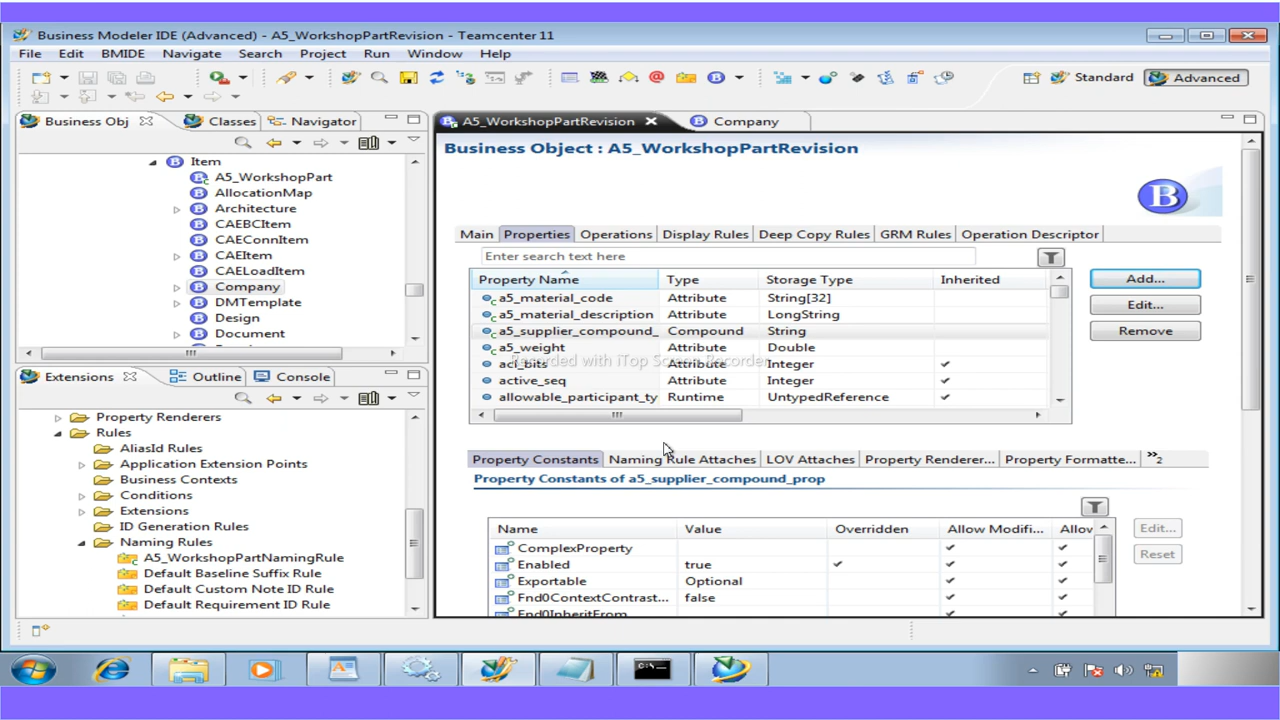 Business Modeler IDE (Advanced) - A5_WorkshopPartRevision - Teamcenter 11
File Edit BMIDE Navigate Search Project Run Window Help
Standard Advanced
Business Obj Classes Navigator
Item
A5_WorkshopPart
AllocationMap
Architecture
CAEBCItem
CAEConnItem
CAEItem
CAELoadItem
Company
DMTemplate
Design
Document
Extensions Outline Console
Property Renderers
Rules
AliasId Rules
Application Extension Points
Business Contexts
Conditions
Extensions
ID Generation Rules
Naming Rules
A5_WorkshopPartNamingRule
Default Baseline Suffix Rule
Default Custom Note ID Rule
Default Requirement ID Rule
A5_WorkshopPartRevision Company
Business Object : A5_WorkshopPartRevision
B
Main Properties Operations Display Rules Deep Copy Rules GRM Rules Operation Descriptor
Enter search text here
Property Name Type Storage Type Inherited
a5_material_code Attribute String[32]
a5_material_description Attribute LongString
a5_supplier_compound_ Compound String
a5_weight Attribute Double
Recorded with iTop Screen Recorder
acl_bits Attribute Integer
active_seq Attribute Integer
allowable_participant_ty Runtime UntypedReference
Add...
Edit...
Remove
Property Constants Naming Rule Attaches LOV Attaches Property Renderer... Property Formatte... »2
Property Constants of a5_supplier_compound_prop
Name Value Overridden Allow Modifi... Allow
ComplexProperty
Enabled true
Exportable Optional
Fnd0ContextContrast... false
Fnd0InheritFrom
Edit...
Reset
C:\